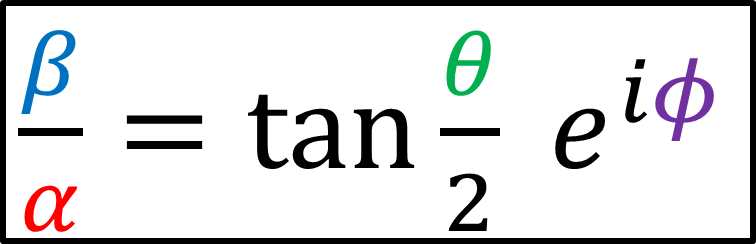 β/α = tan θ/2 e^{iϕ}